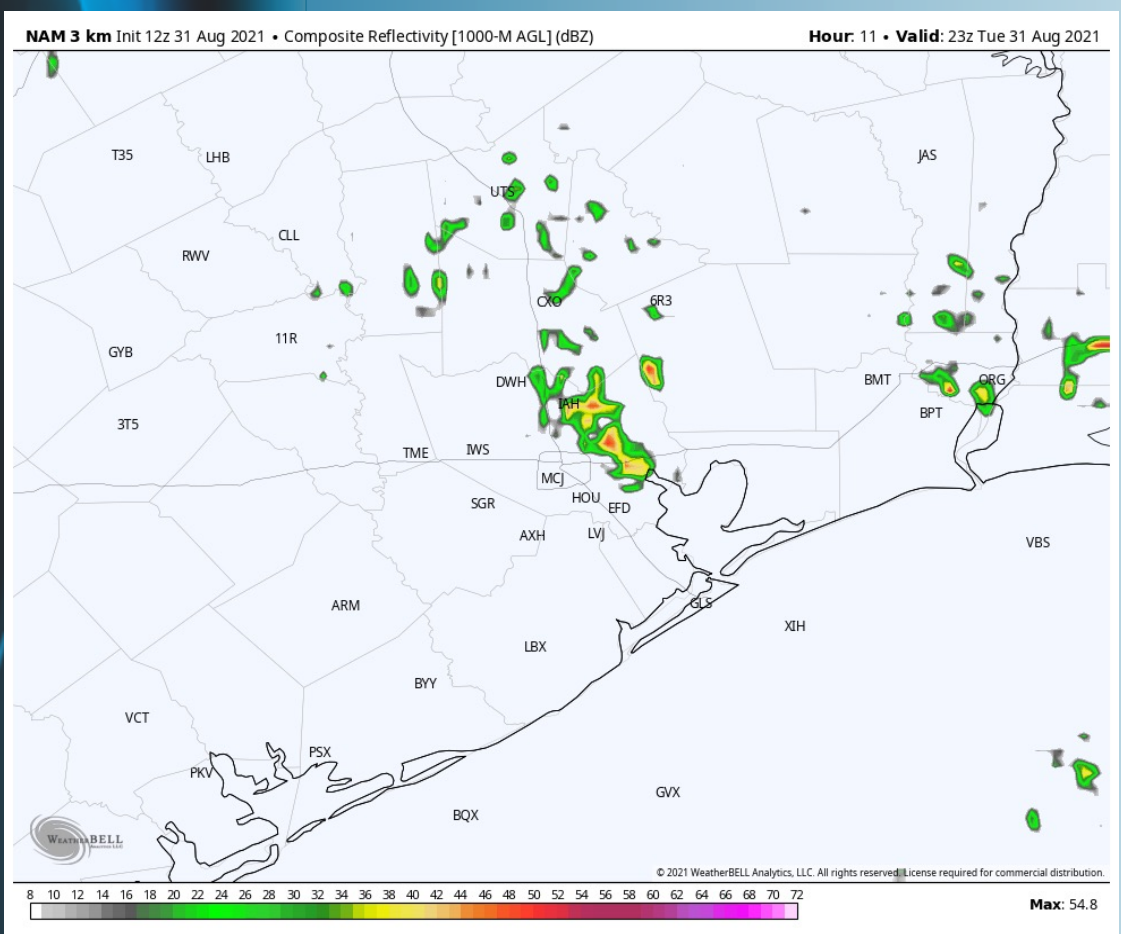 NAM 3 km Init 12z 31 Aug 2021 • Composite Reflectivity [1000-M AGL] (dBZ)
Hour: 11 • Valid: 23z Tue 31 Aug 2021
T35
LHB
JAS
UTS
CLL
RWV
CXO
6R3
11R
GYB
DWH
BMT
ORG
IAH
BPT
3T5
TME
IWS
MCJ
HOU
SGR
EFD
AXH
LVJ
VBS
ARM
GLS
XIH
LBX
BYY
VCT
PSX
PKV
GVX
BQX
WEATHERBELL
ANALYTICS LLC
© 2021 WeatherBELL Analytics, LLC. All rights reserved. License required for commercial distribution.
8 10 12 14 16 18 20 22 24 26 28 30 32 34 36 38 40 42 44 46 48 50 52 54 56 58 60 62 64 66 68 70 72
Max: 54.8